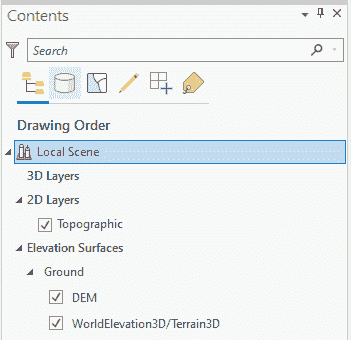 Contents
Search
Drawing Order
Local Scene
3D Layers
2D Layers
Topographic
Elevation Surfaces
Ground
DEM
WorldElevation3D/Terrain3D